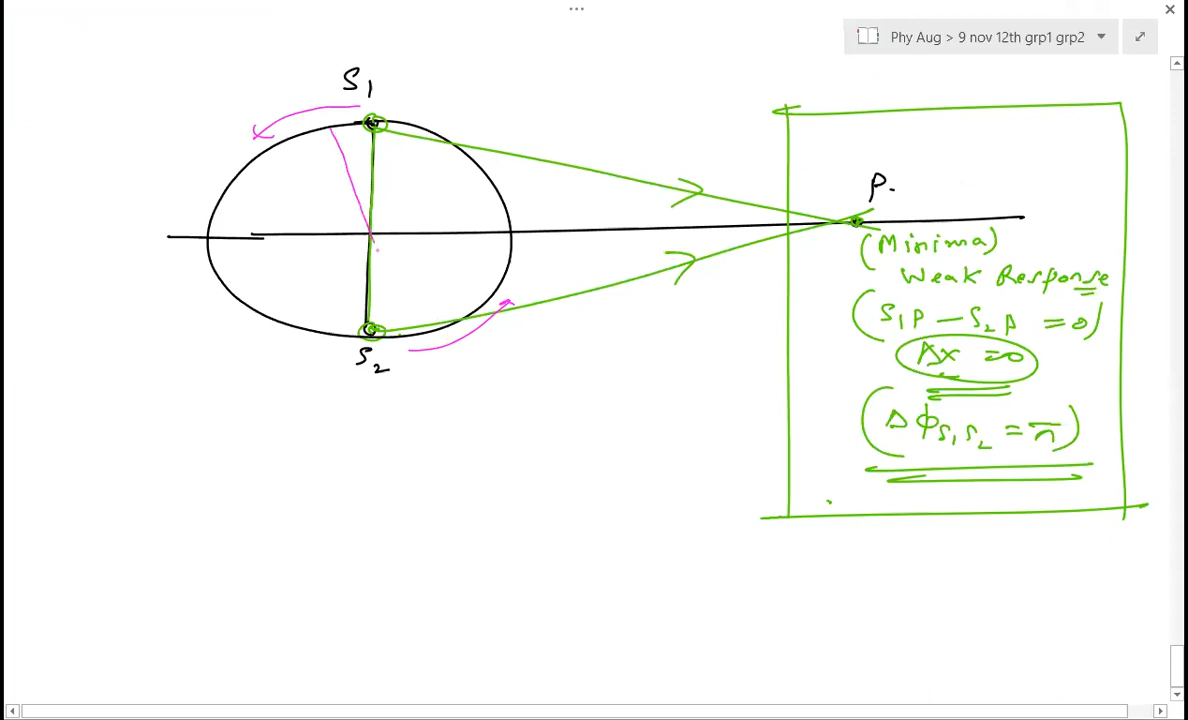 Phy Aug > 9 nov 12th grp1 grp2
S1
P.
(Minima)
Weak Response
(S1P – S2P = 0)
Δx = 0
(Δϕs1s2 = π)
S2